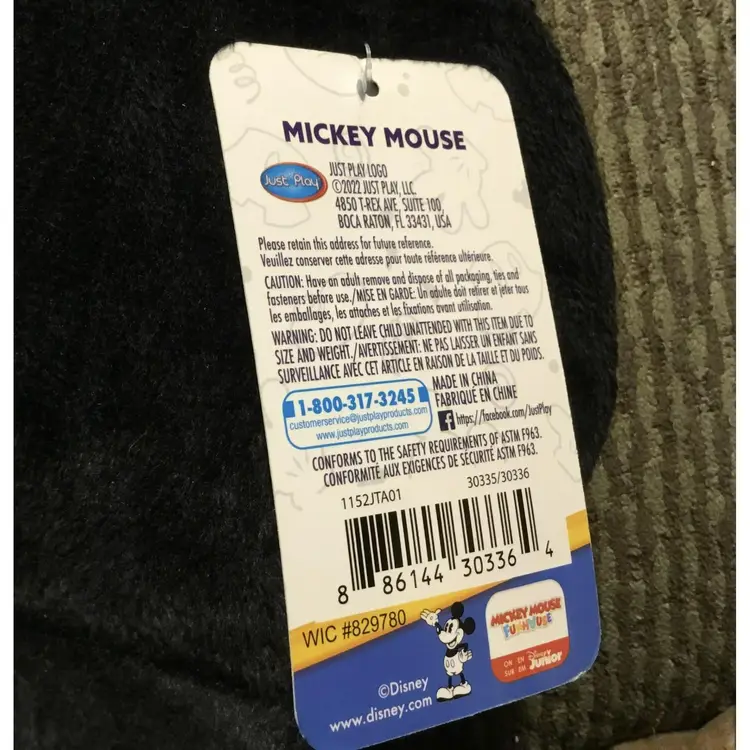 MICKEY MOUSE
Just Play
JUST PLAY LOGO
©2022 JUST PLAY, LLC.
4850 T-REX AVE, SUITE 100,
BOCA RATON, FL 33431, USA
Please retain this address for future reference.
Veuillez conserver cette adresse pour toute référence ultérieure.
CAUTION: Have an adult remove and dispose of all packaging, ties and
fasteners before use./MISE EN GARDE: Un adulte doit retirer et jeter tous
les emballages, les attaches et les fixations avant utilisation.
WARNING: DO NOT LEAVE CHILD UNATTENDED WITH THIS ITEM DUE TO
SIZE AND WEIGHT./AVERTISSEMENT: NE PAS LAISSER UN ENFANT SANS
SURVEILLANCE AVEC CET ARTICLE EN RAISON DE LA TAILLE ET DU POIDS.
1-800-317-3245
customerservice@justplayproducts.com
www.justplayproducts.com
MADE IN CHINA
FABRIQUÉ EN CHINE
f https://facebook.com/JustPlay
CONFORMS TO THE SAFETY REQUIREMENTS OF ASTM F963.
CONFORMITÉ AUX EXIGENCES DE SÉCURITÉ ASTM F963.
1152JTA01 30335/30336
8 86144 30336 4
WIC #829780
MICKEY MOUSE
FUNHOUSE
ON EN
SUR EM
Disney
Junior
©Disney
www.disney.com